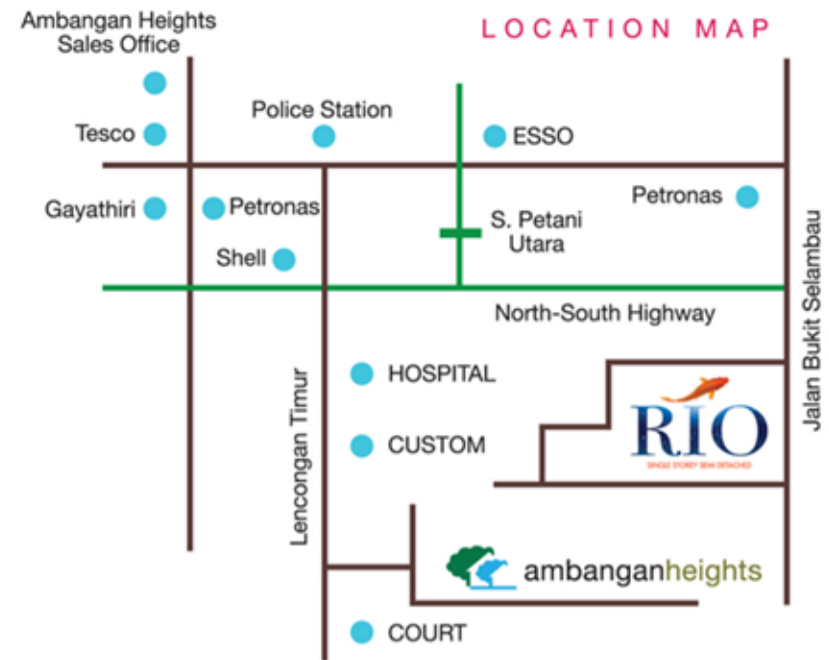 Ambangan Heights
Sales Office
LOCATION MAP
Police Station
Tesco
ESSO
Gayathiri
Petronas
Petronas
S. Petani
Utara
Shell
North-South Highway
Jalan Bukit Selambau
Lencongan Timur
HOSPITAL
RIO
SINGLE STOREY SEMI DETACHED
CUSTOM
ambanganheights
COURT